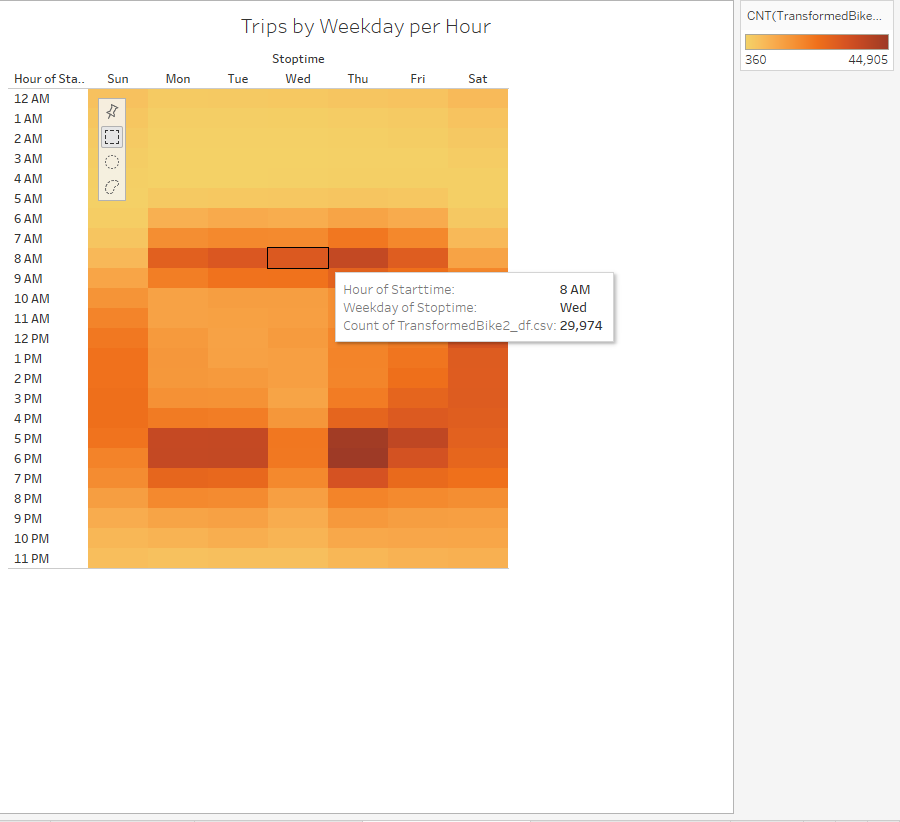 Trips by Weekday per Hour
CNT(TransformedBike...
360 44,905
Stoptime
Hour of Sta.. Sun Mon Tue Wed Thu Fri Sat
12 AM
1 AM
2 AM
3 AM
4 AM
5 AM
6 AM
7 AM
8 AM
9 AM
10 AM
11 AM
12 PM
1 PM
2 PM
3 PM
4 PM
5 PM
6 PM
7 PM
8 PM
9 PM
10 PM
11 PM
Hour of Starttime: 8 AM
Weekday of Stoptime: Wed
Count of TransformedBike2_df.csv: 29,974